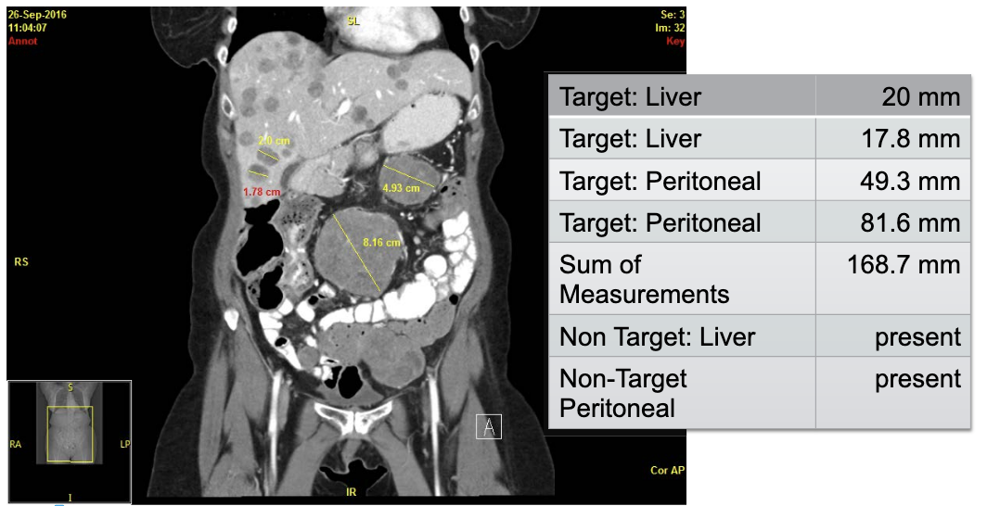 26-Sep-2016
11:04:07
Annot
SL
Se: 3
Im: 32
Key
2.0 cm
1.78 cm
4.93 cm
8.16 cm
RS
S
RA
LP
I
A
IR
Cor AP
Target: Liver 20 mm
Target: Liver 17.8 mm
Target: Peritoneal 49.3 mm
Target: Peritoneal 81.6 mm
Sum of 168.7 mm
Measurements
Non Target: Liver present
Non-Target present
Peritoneal